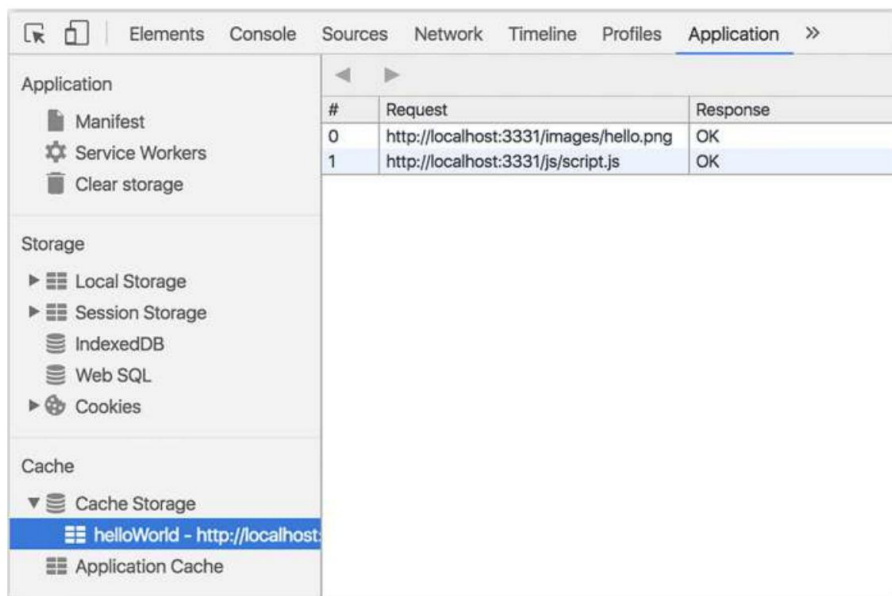 Elements Console Sources Network Timeline Profiles Application »
Application
Manifest
Service Workers
Clear storage
Storage
Local Storage
Session Storage
IndexedDB
Web SQL
Cookies
Cache
Cache Storage
helloWorld - http://localhost:
Application Cache
# Request Response
0 http://localhost:3331/images/hello.png OK
1 http://localhost:3331/js/script.js OK